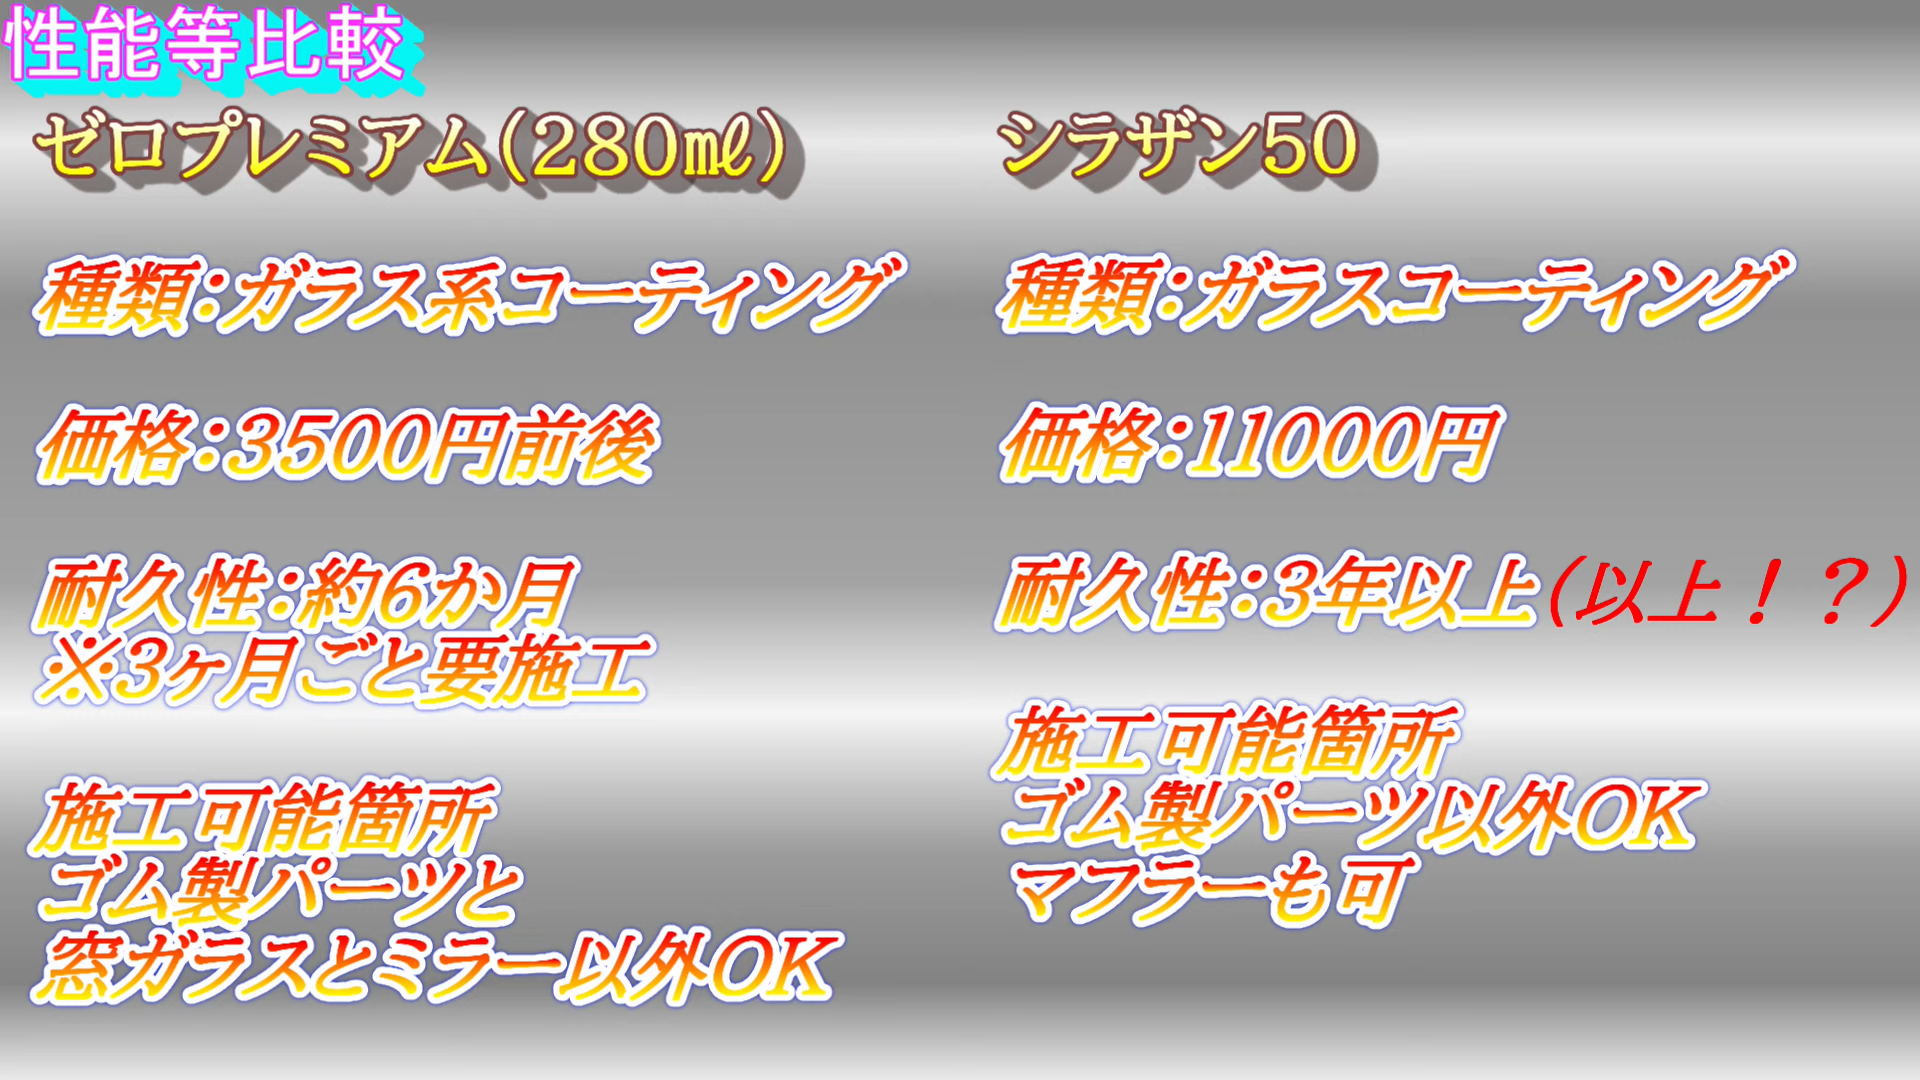 性能等比較
ゼロプレミアム(280㎖)
種類:ガラス系コーティング
価格:3500円前後
耐久性:約6か月
※3ヶ月ごと要施工
施工可能箇所
ゴム製パーツと
窓ガラスとミラー以外OK
シラザン50
種類:ガラスコーティング
価格:11000円
耐久性:3年以上(以上！？)
施工可能箇所
ゴム製パーツ以外OK
マフラーも可